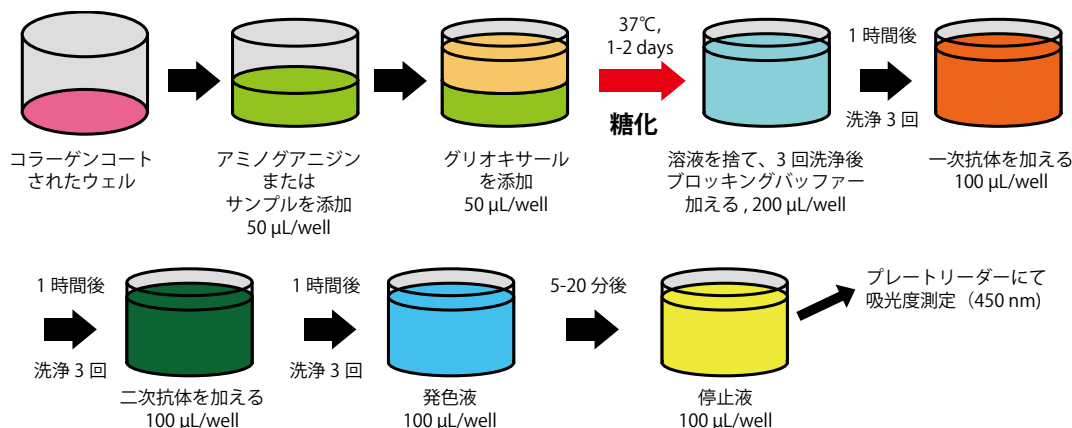 コラーゲンコート
されたウェル
アミノグアニジン
または
サンプルを添加
50 µL/well
グリオキサール
を添加
50 µL/well
37℃,
1-2 days
糖化
溶液を捨て、3 回洗浄後
ブロッキングバッファー
加える , 200 µL/well
1 時間後
洗浄 3 回
一次抗体を加える
100 µL/well
1 時間後
洗浄 3 回
二次抗体を加える
100 µL/well
1 時間後
洗浄 3 回
発色液
100 µL/well
5-20 分後
停止液
100 µL/well
プレートリーダーにて
吸光度測定（450 nm)